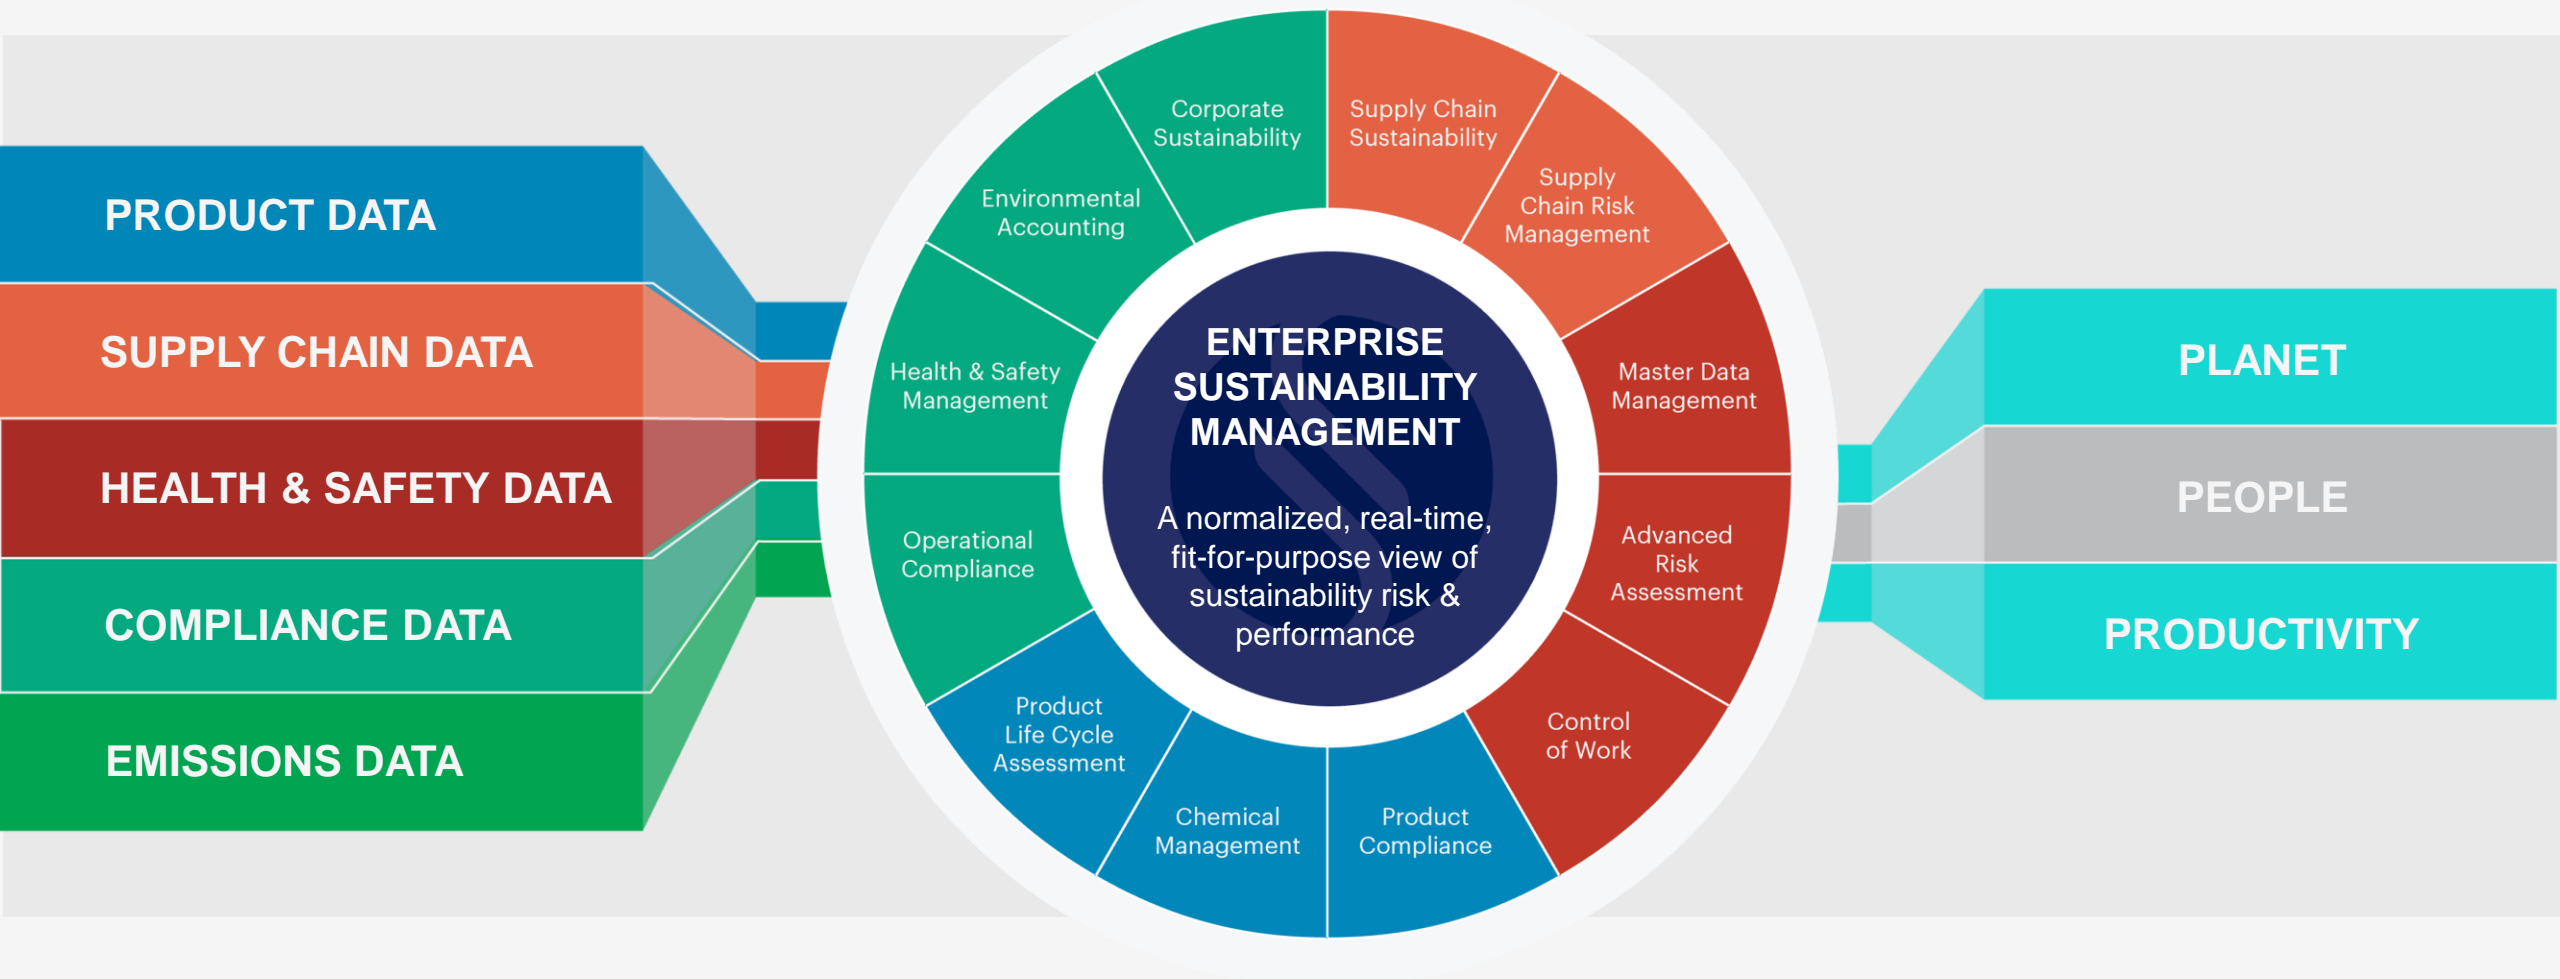 PRODUCT DATA
SUPPLY CHAIN DATA
HEALTH & SAFETY DATA
COMPLIANCE DATA
EMISSIONS DATA
Corporate
Sustainability
Supply Chain
Sustainability
Supply
Chain Risk
Management
Master Data
Management
Advanced
Risk
Assessment
Control
of Work
Product
Compliance
Chemical
Management
Product
Life Cycle
Assessment
Operational
Compliance
Health & Safety
Management
Environmental
Accounting
ENTERPRISE
SUSTAINABILITY
MANAGEMENT
A normalized, real-time,
fit-for-purpose view of
sustainability risk &
performance
PLANET
PEOPLE
PRODUCTIVITY